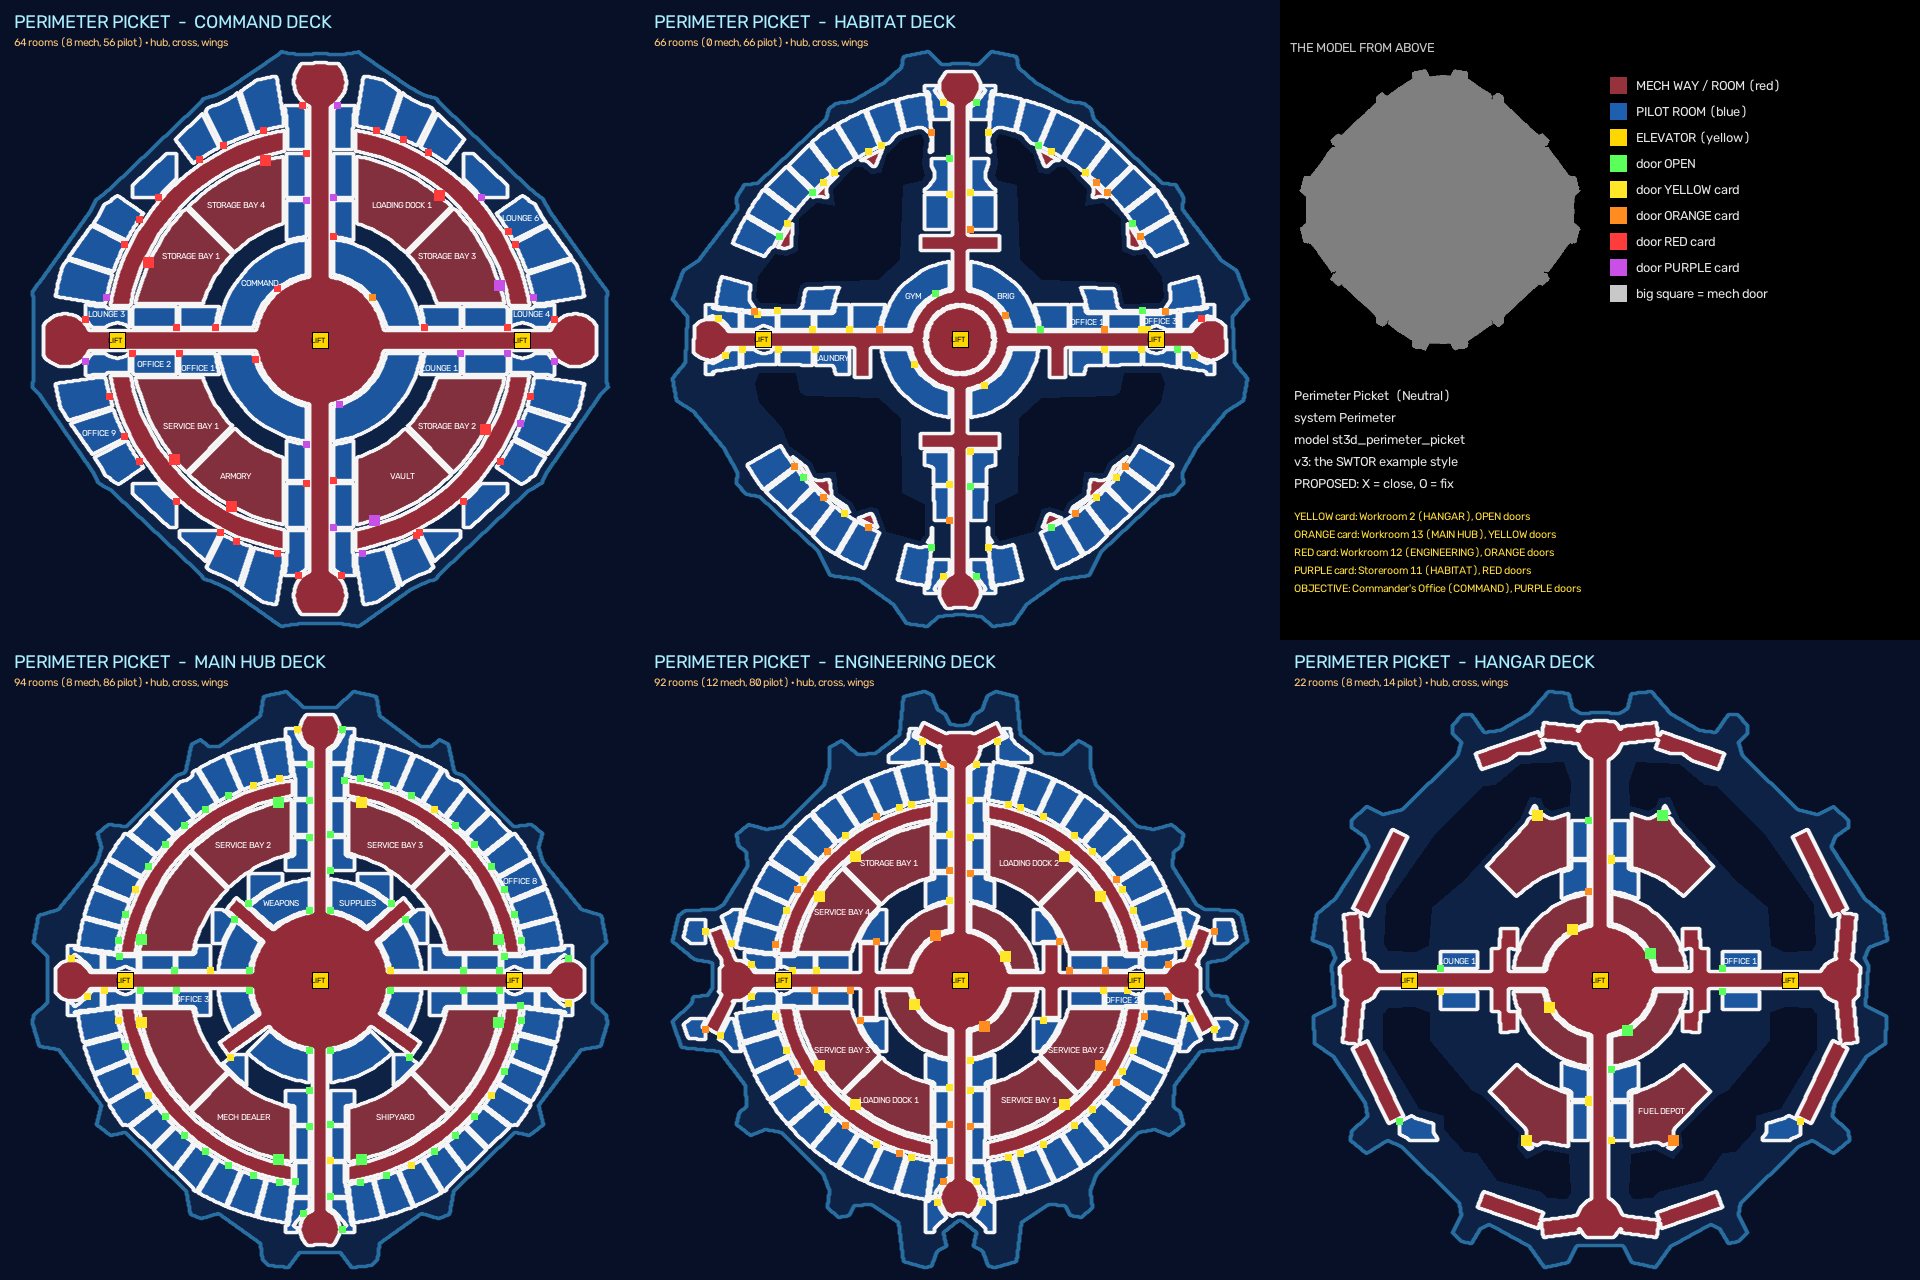 PERIMETER PICKET - COMMAND DECK
64 rooms (8 mech, 56 pilot) • hub, cross, wings
STORAGE BAY 4
LOADING DOCK 1
LOUNGE 6
STORAGE BAY 1
STORAGE BAY 3
COMMAND
LOUNGE 3
LOUNGE 4
LIFT
LIFT
LIFT
OFFICE 2
OFFICE 1
LOUNGE 1
OFFICE 9
SERVICE BAY 1
STORAGE BAY 2
ARMORY
VAULT
PERIMETER PICKET - HABITAT DECK
66 rooms (0 mech, 66 pilot) • hub, cross, wings
GYM
BRIG
OFFICE 1
OFFICE 3
LIFT
LIFT
LIFT
LAUNDRY
THE MODEL FROM ABOVE
MECH WAY / ROOM (red)
PILOT ROOM (blue)
ELEVATOR (yellow)
door OPEN
door YELLOW card
door ORANGE card
door RED card
door PURPLE card
big square = mech door
Perimeter Picket (Neutral)
system Perimeter
model st3d_perimeter_picket
v3: the SWTOR example style
PROPOSED: X = close, O = fix
YELLOW card: Workroom 2 (HANGAR), OPEN doors
ORANGE card: Workroom 13 (MAIN HUB), YELLOW doors
RED card: Workroom 12 (ENGINEERING), ORANGE doors
PURPLE card: Storeroom 11 (HABITAT), RED doors
OBJECTIVE: Commander's Office (COMMAND), PURPLE doors
PERIMETER PICKET - MAIN HUB DECK
94 rooms (8 mech, 86 pilot) • hub, cross, wings
SERVICE BAY 2
SERVICE BAY 3
OFFICE 8
WEAPONS
SUPPLIES
LIFT
LIFT
LIFT
OFFICE 3
MECH DEALER
SHIPYARD
PERIMETER PICKET - ENGINEERING DECK
92 rooms (12 mech, 80 pilot) • hub, cross, wings
STORAGE BAY 1
LOADING DOCK 2
SERVICE BAY 4
LIFT
LIFT
LIFT
OFFICE 2
SERVICE BAY 3
SERVICE BAY 2
LOADING DOCK 1
SERVICE BAY 1
PERIMETER PICKET - HANGAR DECK
22 rooms (8 mech, 14 pilot) • hub, cross, wings
LOUNGE 1
OFFICE 1
LIFT
LIFT
LIFT
FUEL DEPOT